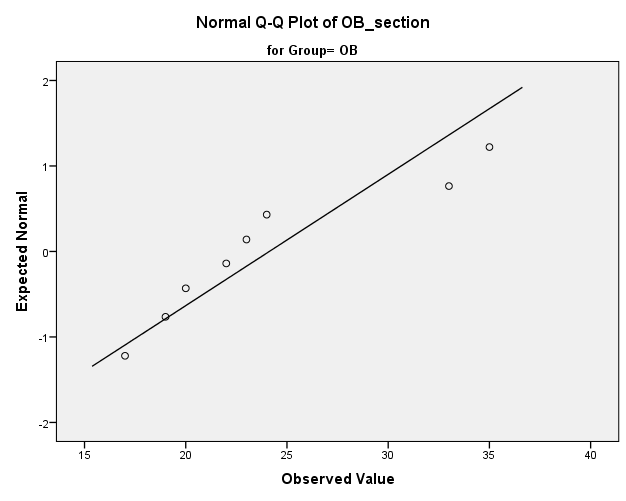 Normal Q-Q Plot of OB_section
for Group= OB
2
1
0
-1
-2
Expected Normal
15 20 25 30 35 40
Observed Value